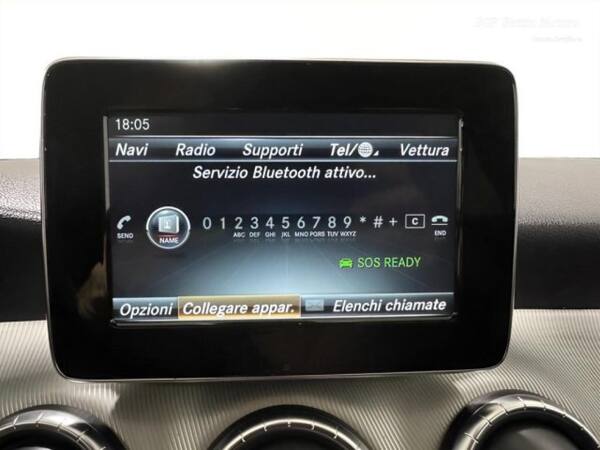 18:05
Navi Radio Supporti Tel/ Vettura
Servizio Bluetooth attivo...
0 1 2 3 4 5 6 7 8 9 * # + C
ABC DEF GHI JKL MNO PQRS TUV WXYZ
SEND NAME END
SOS READY
Opzioni Collegare appar. Elenchi chiamate